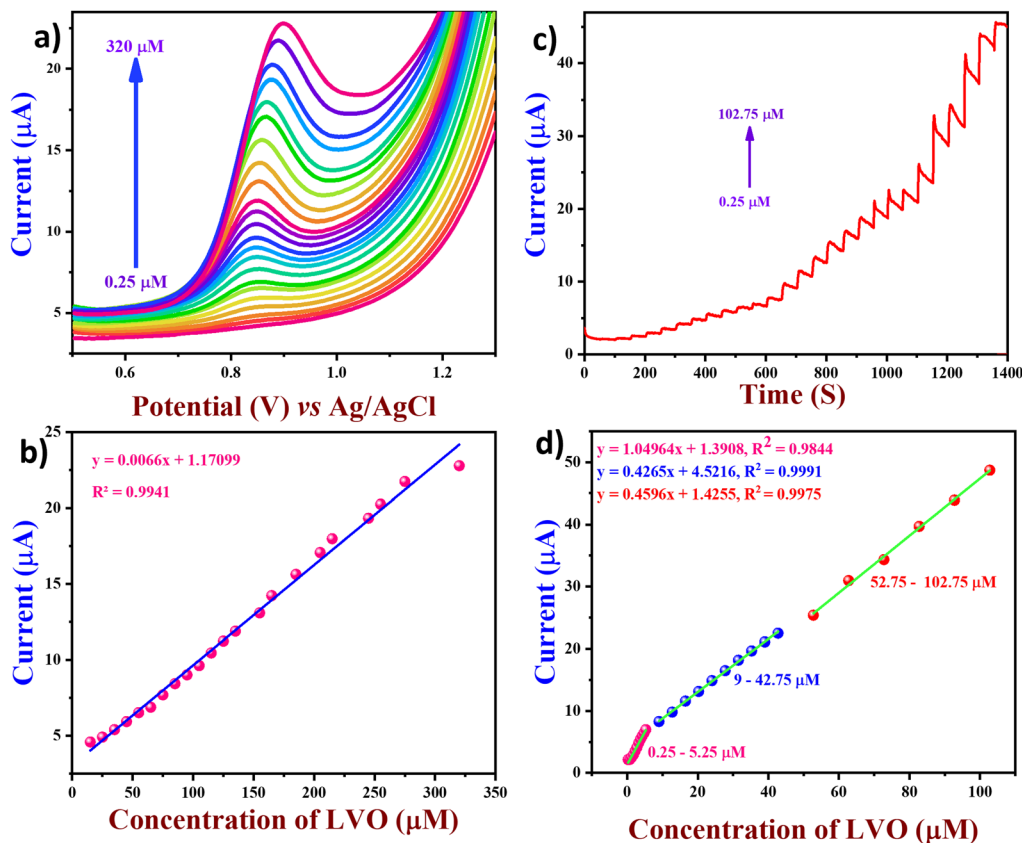 a)
320 μM
0.25 μM
Current (μA)
5
10
15
20
0.6
0.8
1.0
1.2
Potential (V) vs Ag/AgCl
c)
102.75 μM
0.25 μM
Current (μA)
0
10
20
30
40
0
200
400
600
800
1000
1200
1400
Time (S)
b)
y = 0.0066x + 1.17099
R² = 0.9941
Current (μA)
5
10
15
20
25
0
50
100
150
200
250
300
350
Concentration of LVO (μM)
d)
y = 1.04964x + 1.3908, R² = 0.9844
y = 0.4265x + 4.5216, R² = 0.9991
y = 0.4596x + 1.4255, R² = 0.9975
52.75 - 102.75 μM
9 - 42.75 μM
0.25 - 5.25 μM
Current (μA)
0
10
20
30
40
50
0
20
40
60
80
100
Concentration of LVO (μM)